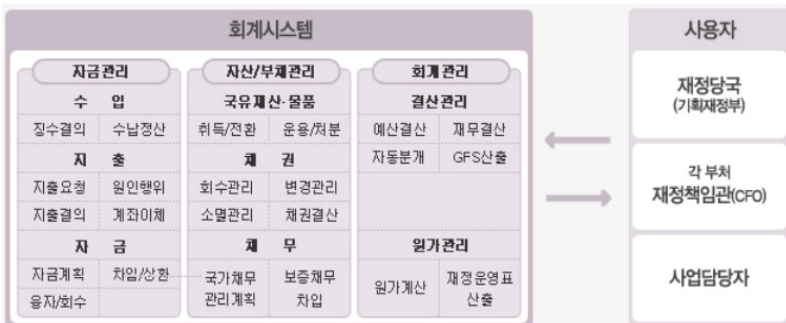 회계시스템
자금관리
수 입
징수결의 수납정산
지 출
지출요청 원인행위
지출결의 계좌이체
자 금
자금계획 차입/상환
융자/회수
자산/부채관리
국유재산·물품
취득/전환 운용/처분
채 권
회수관리 변경관리
소멸관리 채권결산
채 무
국가채무 보증채무
관리계획 차입
회계관리
결산관리
예산결산 재무결산
자동분개 GFS산출
원가관리
원가계산 재정운영표
산출
사용자
재정당국
(기획재정부)
각 부처
재정책임관(CFO)
사업담당자